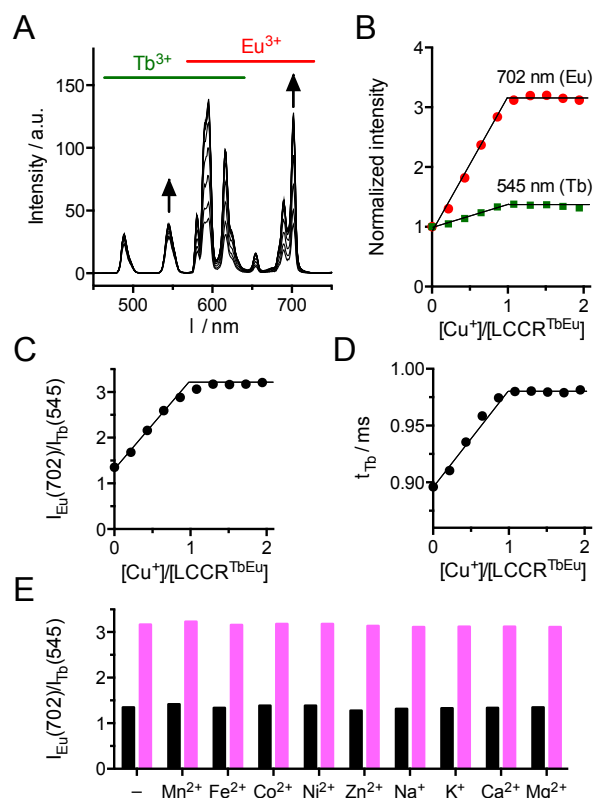 A
Tb3+
Eu3+
Intensity / a.u.
150
100
50
0
500
600
700
l / nm
B
Normalized intensity
4
3
2
1
0
702 nm (Eu)
545 nm (Tb)
0
1
2
[Cu+]/[LCCRTbEu]
C
IEu(702)/ITb(545)
3
2
1
0
0
1
2
[Cu+]/[LCCRTbEu]
D
tTb / ms
1.00
0.95
0.90
0
1
2
[Cu+]/[LCCRTbEu]
E
IEu(702)/ITb(545)
3
2
1
0
– Mn2+ Fe2+ Co2+ Ni2+ Zn2+ Na+ K+ Ca2+ Mg2+